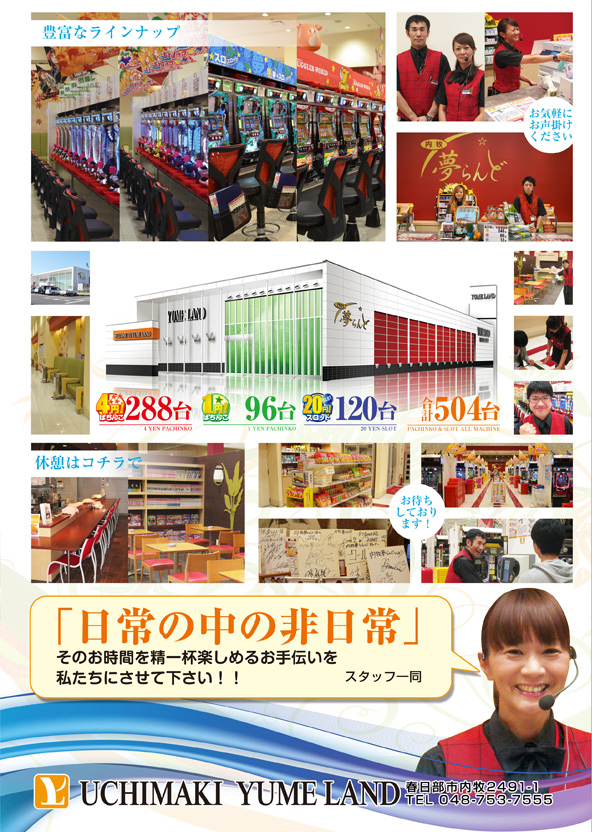 豊富なラインナップ
お気軽に
お声掛け
ください
内牧
夢らんど
YUME LAND
夢らんど
YUME LAND
4円!
ぱちんこ
288台
4 YEN PACHINKO
1円!
ぱちんこ
96台
1 YEN PACHINKO
20円!
スロット
120台
20 YEN SLOT
合計
504台
PACHINKO & SLOT ALL MACHINE
休憩はコチラで
お待ち
しており
ます!
「日常の中の非日常」
そのお時間を精一杯楽しめるお手伝いを
私たちにさせて下さい!!
スタッフ一同
Y
UCHIMAKI YUME LAND
春日部市内牧2491-1
TEL 048-753-7555